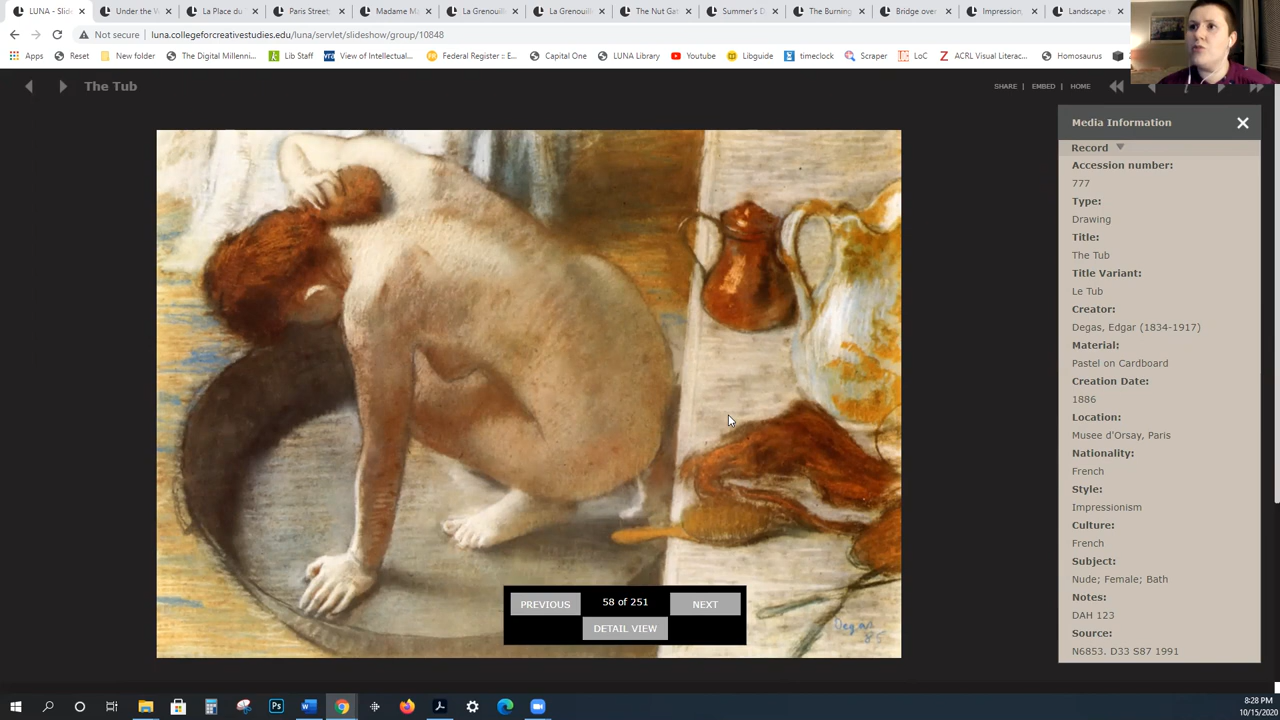 LUNA - Slide
Under the W
La Place du
Paris Street;
Madame M
La Grenouill
La Grenouill
The Nut Gat
Summer's D
The Burning
Bridge over
Impression,
Landscape
Not secure
luna.collegeforcreativestudies.edu/luna/servlet/slideshow/group/10848
Apps
Reset
New folder
The Digital Millenni...
Lib Staff
View of Intellectual...
Federal Register :: E...
Capital One
LUNA Library
Youtube
Libguide
timeclock
Scraper
LoC
ACRL Visual Literac...
Homosaurus
The Tub
SHARE |
EMBED |
HOME
Media Information
Record
Accession number:
777
Type:
Drawing
Title:
The Tub
Title Variant:
Le Tub
Creator:
Degas, Edgar (1834-1917)
Material:
Pastel on Cardboard
Creation Date:
1886
Location:
Musee d'Orsay, Paris
Nationality:
French
Style:
Impressionism
Culture:
French
Subject:
Nude; Female; Bath
Notes:
DAH 123
Source:
N6853. D33 S87 1991
Degas
85
PREVIOUS
58 of 251
NEXT
DETAIL VIEW
8:28 PM
10/15/2020